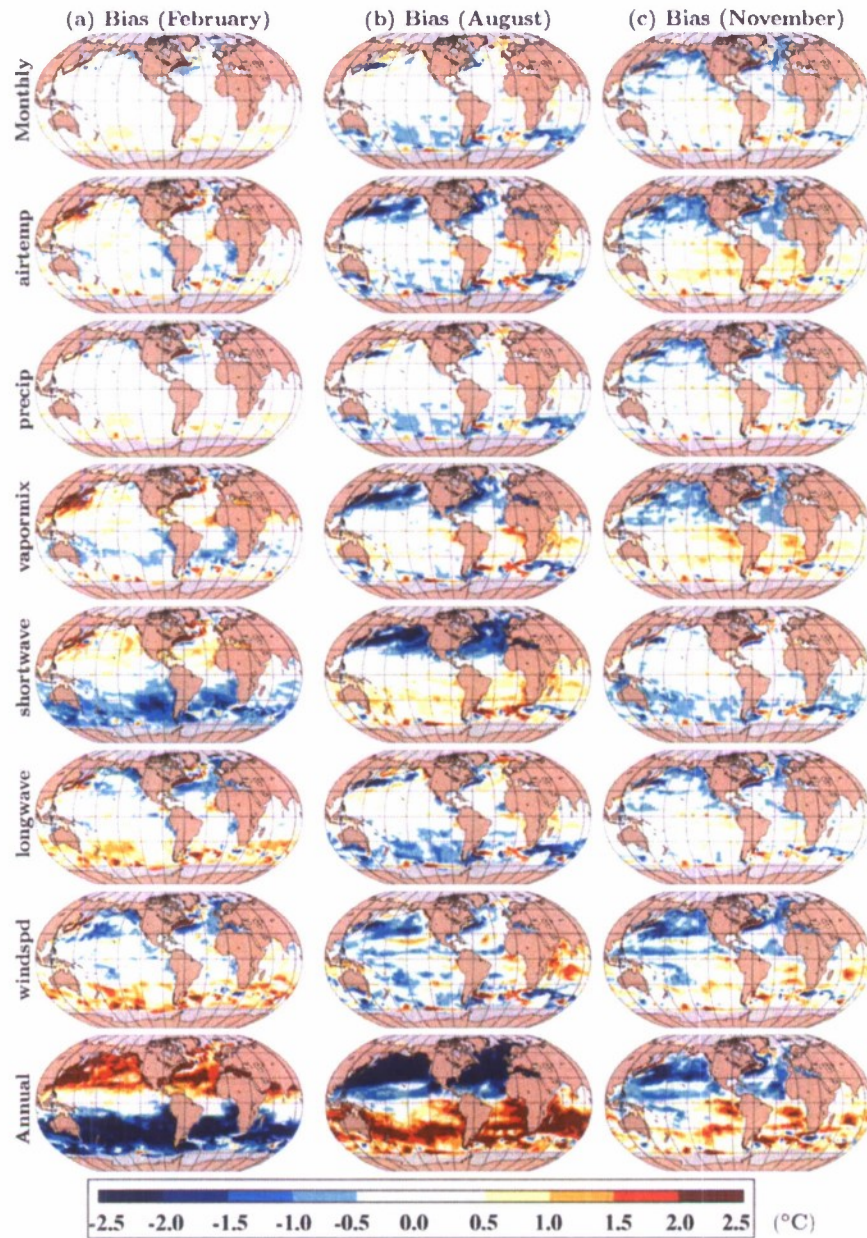 (a) Bias (February) (b) Bias (August) (c) Bias (November)
Monthly
airtemp
precip
vapormix
shortwave
longwave
windspd
Annual
-2.5 -2.0 -1.5 -1.0 -0.5 0.0 0.5 1.0 1.5 2.0 2.5 (°C)